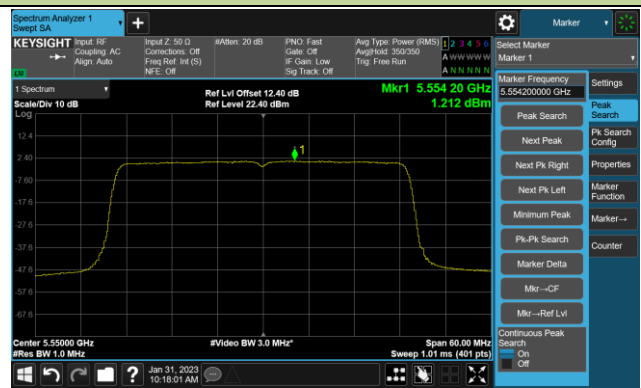 Spectrum Analyzer 1
Swept SA
Marker
KEYSIGHT
Input: RF
Coupling: AC
Align: Auto
Input Z: 50 Ω
Corrections: Off
Freq Ref: Int (S)
NFE: Off
#Atten: 20 dB
PNO: Fast
Gate: Off
IF Gain: Low
Sig Track: Off
Avg Type: Power (RMS)
Avg|Hold: 350/350
Trig: Free Run
1 2 3 4 5 6
A W W W W W
A N N N N N
Select Marker
Marker 1
LXI
1 Spectrum
Scale/Div 10 dB
Log
Ref Lvl Offset 12.40 dB
Ref Level 22.40 dBm
Mkr1 5.554 20 GHz
1.212 dBm
12.4
2.40
-7.60
-17.6
-27.6
-37.6
-47.6
-57.6
-67.6
1
Center 5.55000 GHz
#Res BW 1.0 MHz
#Video BW 3.0 MHz*
Span 60.00 MHz
Sweep 1.01 ms (401 pts)
Marker Frequency
5.554200000 GHz
Peak Search
Next Peak
Next Pk Right
Next Pk Left
Minimum Peak
Pk-Pk Search
Marker Delta
Mkr→CF
Mkr→Ref Lvl
Continuous Peak
Search
On
Off
Settings
Peak
Search
Pk Search
Config
Properties
Marker
Function
Marker→
Counter
?
Jan 31, 2023
10:18:01 AM